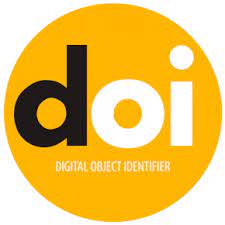 doi
DIGITAL OBJECT IDENTIFIER